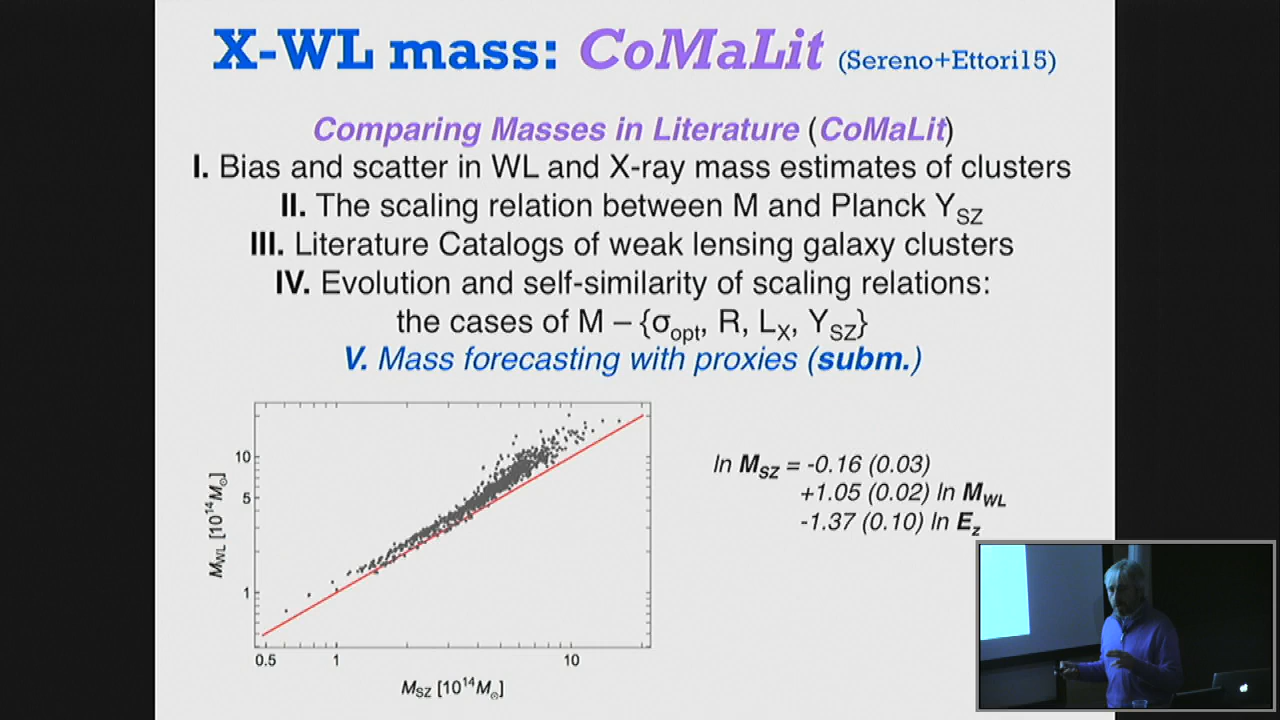 X-WL mass: CoMaLit (Sereno+Ettori15)
Comparing Masses in Literature (CoMaLit)
I. Bias and scatter in WL and X-ray mass estimates of clusters
II. The scaling relation between M and Planck Y_SZ
III. Literature Catalogs of weak lensing galaxy clusters
IV. Evolution and self-similarity of scaling relations:
the cases of M – {σ_opt, R, L_X, Y_SZ}
V. Mass forecasting with proxies (subm.)
10
5
1
M_WL [10^14 M_⊙]
0.5 1 10
M_SZ [10^14 M_⊙]
ln M_SZ = -0.16 (0.03)
+1.05 (0.02) ln M_WL
-1.37 (0.10) ln E_z